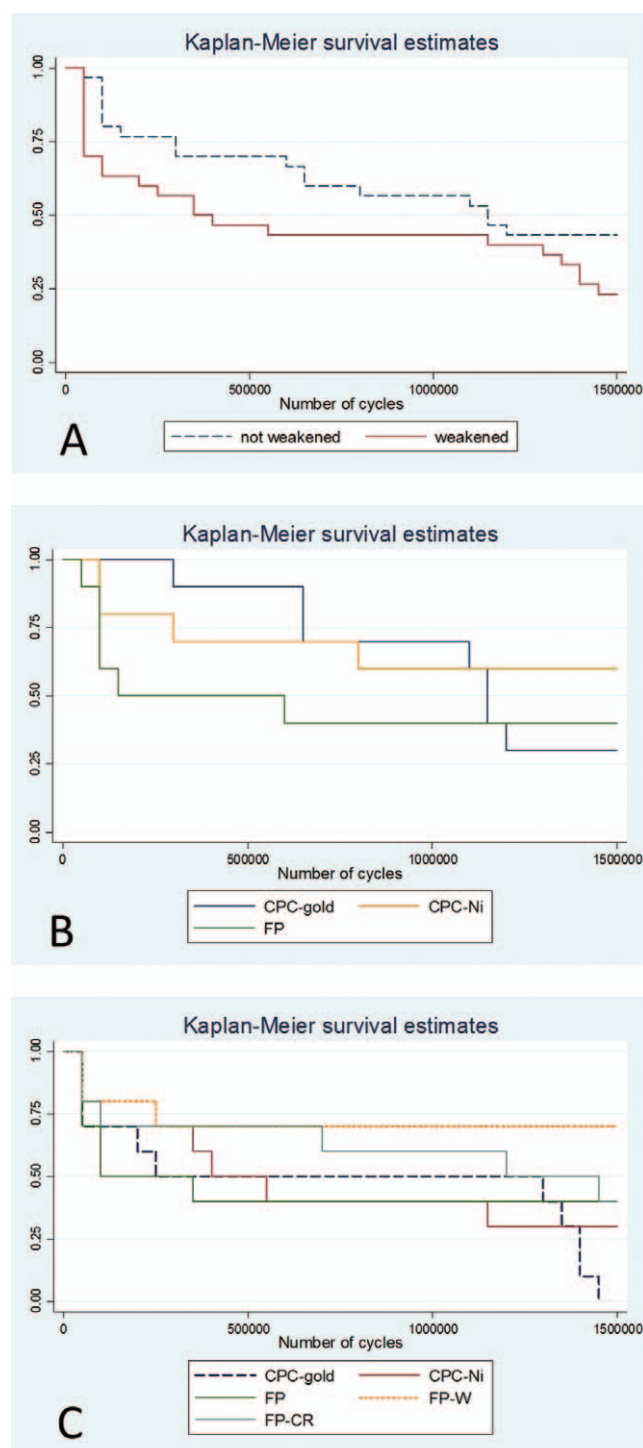 Kaplan-Meier survival estimates
1.00
0.75
0.50
0.25
0.00
0 500000 1000000 1500000
Number of cycles
not weakened weakened
A
Kaplan-Meier survival estimates
1.00
0.75
0.50
0.25
0.00
0 500000 1000000 1500000
Number of cycles
CPC-gold CPC-Ni
FP
B
Kaplan-Meier survival estimates
1.00
0.75
0.50
0.25
0.00
0 500000 1000000 1500000
Number of cycles
CPC-gold CPC-Ni
FP FP-W
FP-CR
C